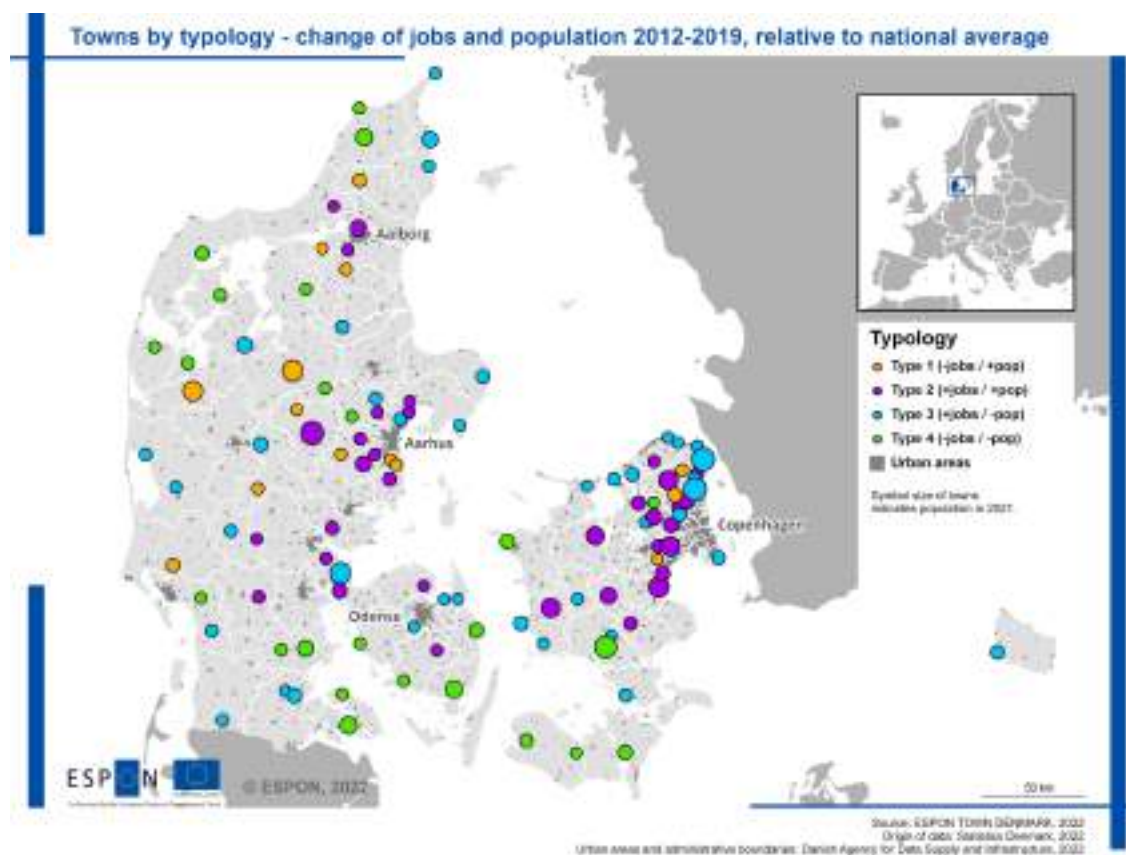 Towns by typology - change of jobs and population 2012-2019, relative to national average
Aalborg
Aarhus
Copenhagen
Odense
Typology
Type 1 (-jobs / +pop)
Type 2 (+jobs / +pop)
Type 3 (+jobs / -pop)
Type 4 (-jobs / -pop)
Urban areas
Symbol size of towns
indicates population in
ESPON
© ESPON, 2022
50 km
Source: ESPON TOWN DENMARK, 2022
Origin of data: Statistics Denmark, 2022
Urban areas and administrative boundaries: Danish Agency for Data Supply and Infrastructure, 2022